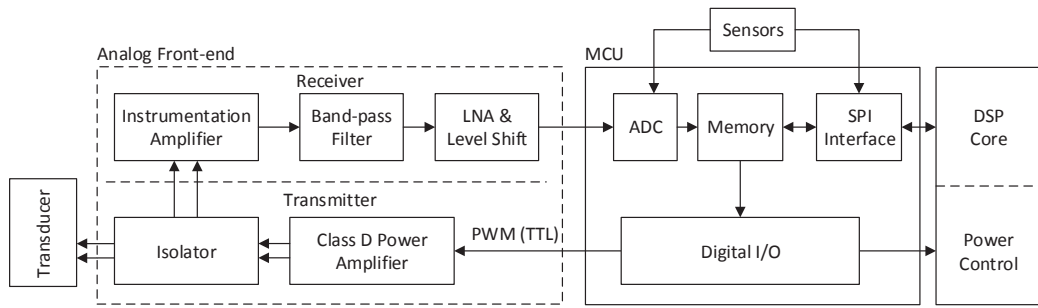 Sensors
Analog Front-end
MCU
Receiver
Instrumentation
Amplifier
Band-pass
Filter
LNA &
Level Shift
ADC
Memory
SPI
Interface
DSP
Core
Transmitter
Transducer
Isolator
Class D Power
Amplifier
PWM (TTL)
Digital I/O
Power
Control